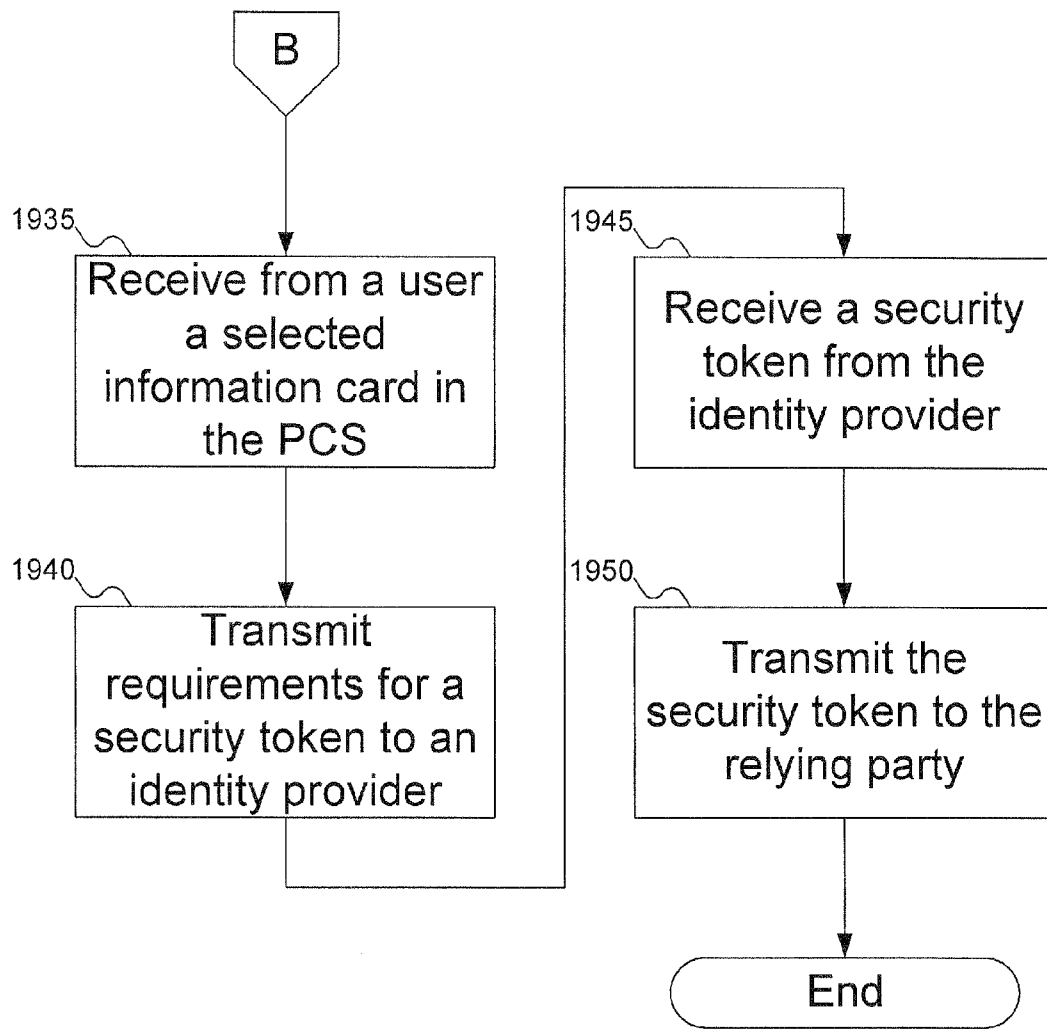 B
1935
Receive from a user
a selected
information card in
the PCS
1940
Transmit
requirements for a
security token to an
identity provider
1945
Receive a security
token from the
identity provider
1950
Transmit the
security token to the
relying party
End